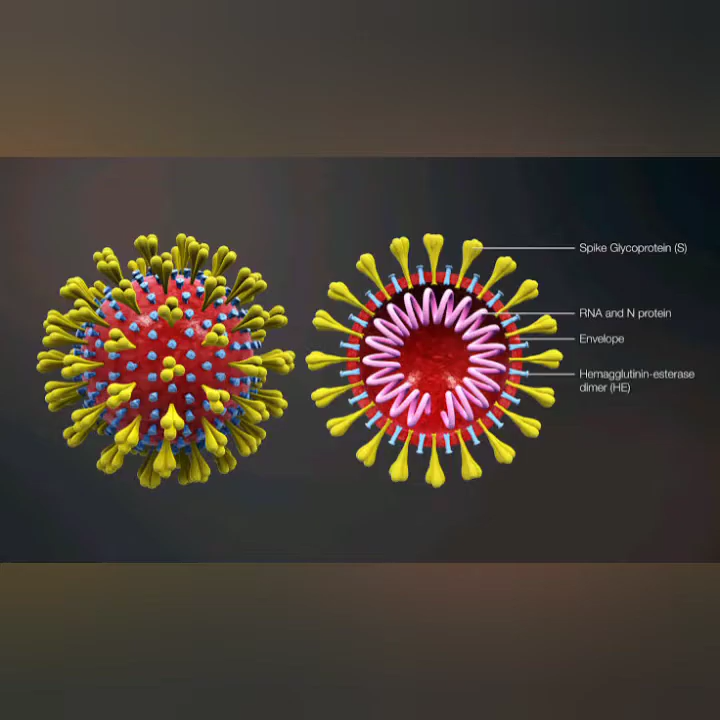 Spike Glycoprotein (S)
RNA and N protein
Envelope
Hemagglutinin-esterase
dimer (HE)